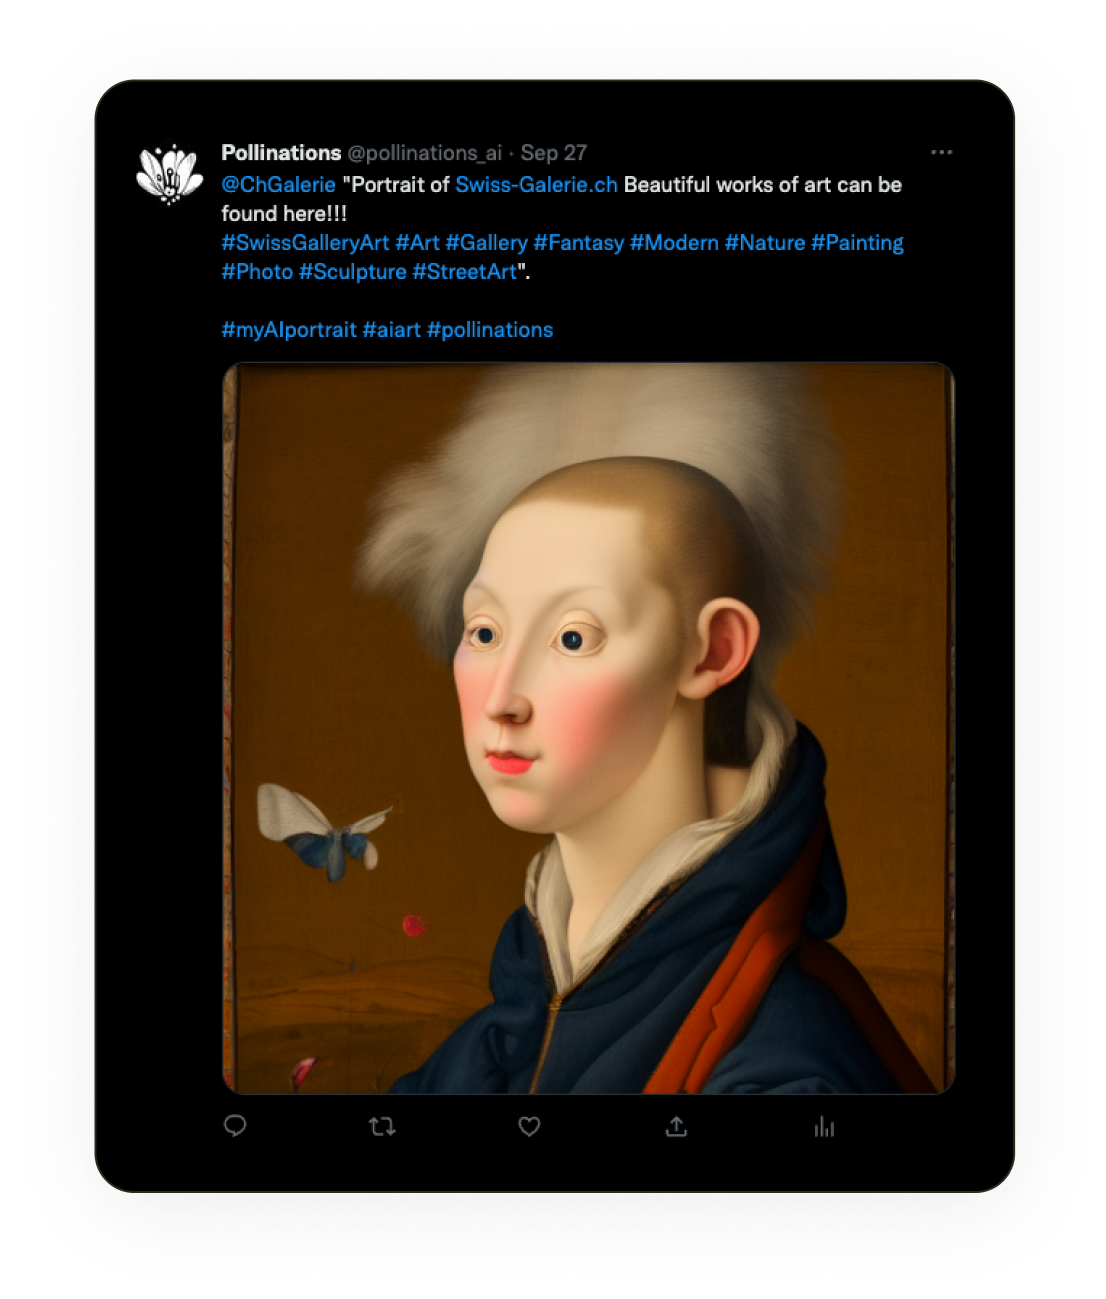 Pollinations @pollinations_ai · Sep 27
@ChGalerie "Portrait of Swiss-Galerie.ch Beautiful works of art can be
found here!!!
#SwissGalleryArt #Art #Gallery #Fantasy #Modern #Nature #Painting
#Photo #Sculpture #StreetArt".
#myAIportrait #aiart #pollinations